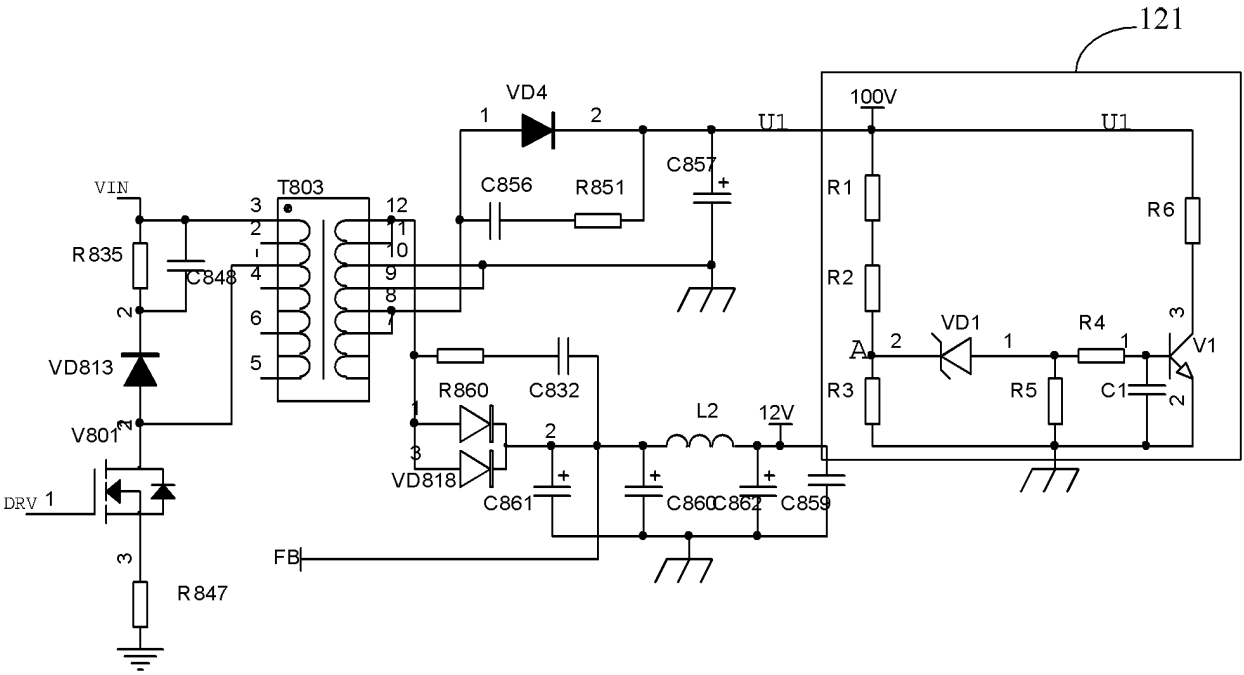 121
VD4
1
2
100V
U1
U1
C857
+
C856
R851
R1
R6
VIN
T803
3
12
2
11
10
R835
C848
4
9
8
7
R2
2
6
5
3
VD813
A
2
VD1
1
R4
1
V1
R860
C832
R3
R5
C1
2
L2
12V
1
2
V801
2
3
VD818
C861
+
+
C860
+
C862
C859
DRV
1
FB
3
R847